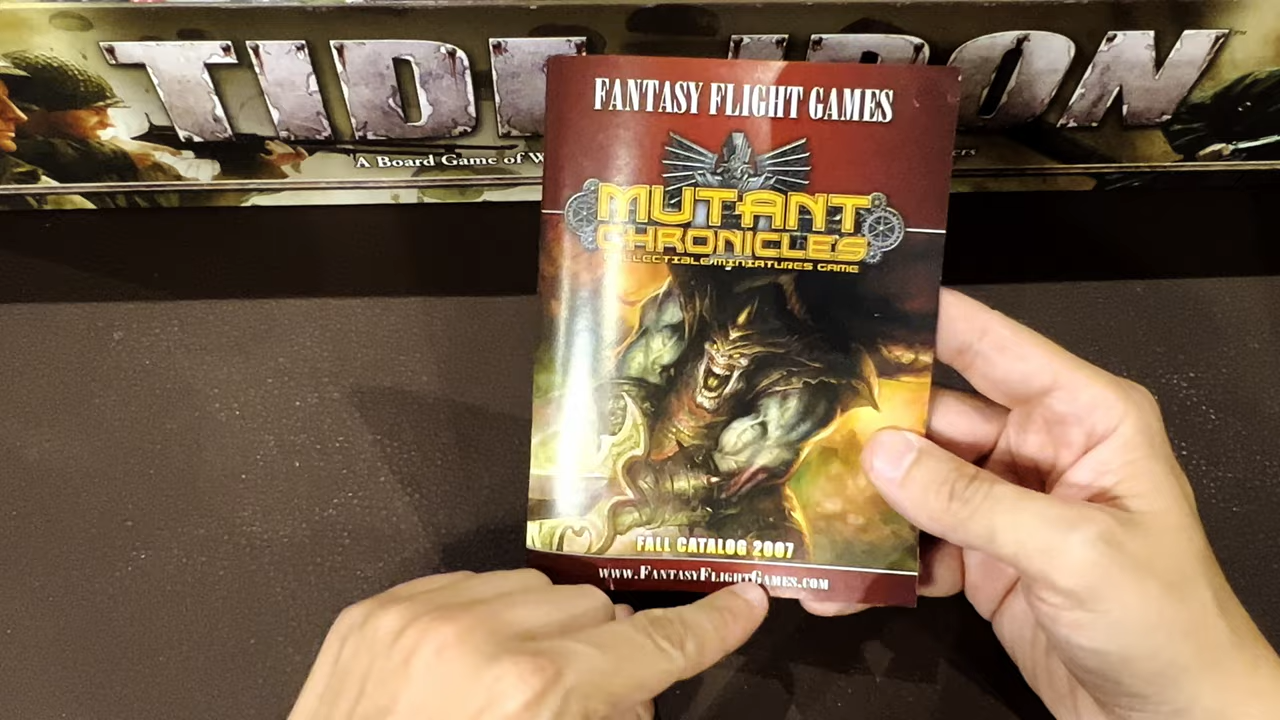 TIDE IRON
A Board Game of W
ers
FANTASY FLIGHT GAMES
MUTANT
CHRONICLES
COLLECTIBLE MINIATURES GAME
FALL CATALOG 2007
WWW.FANTASYFLIGHTGAMES.COM